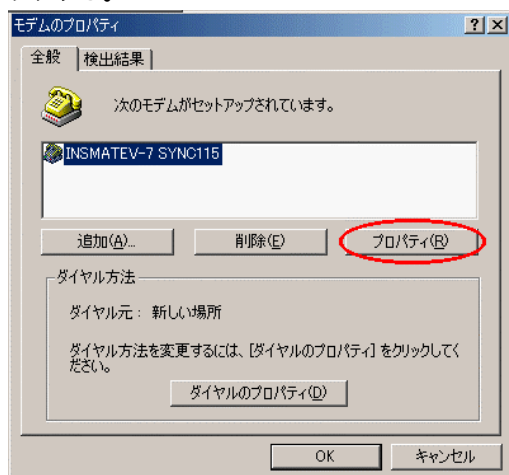 モデムのプロパティ
全般 検出結果
次のモデムがセットアップされています。
INSMATEV-7 SYNC115
追加(A)... 削除(E) プロパティ(R)
ダイヤル方法
ダイヤル元： 新しい場所
ダイヤル方法を変更するには、[ダイヤルのプロパティ] をクリックしてく
ださい。
ダイヤルのプロパティ(D)
OK キャンセル